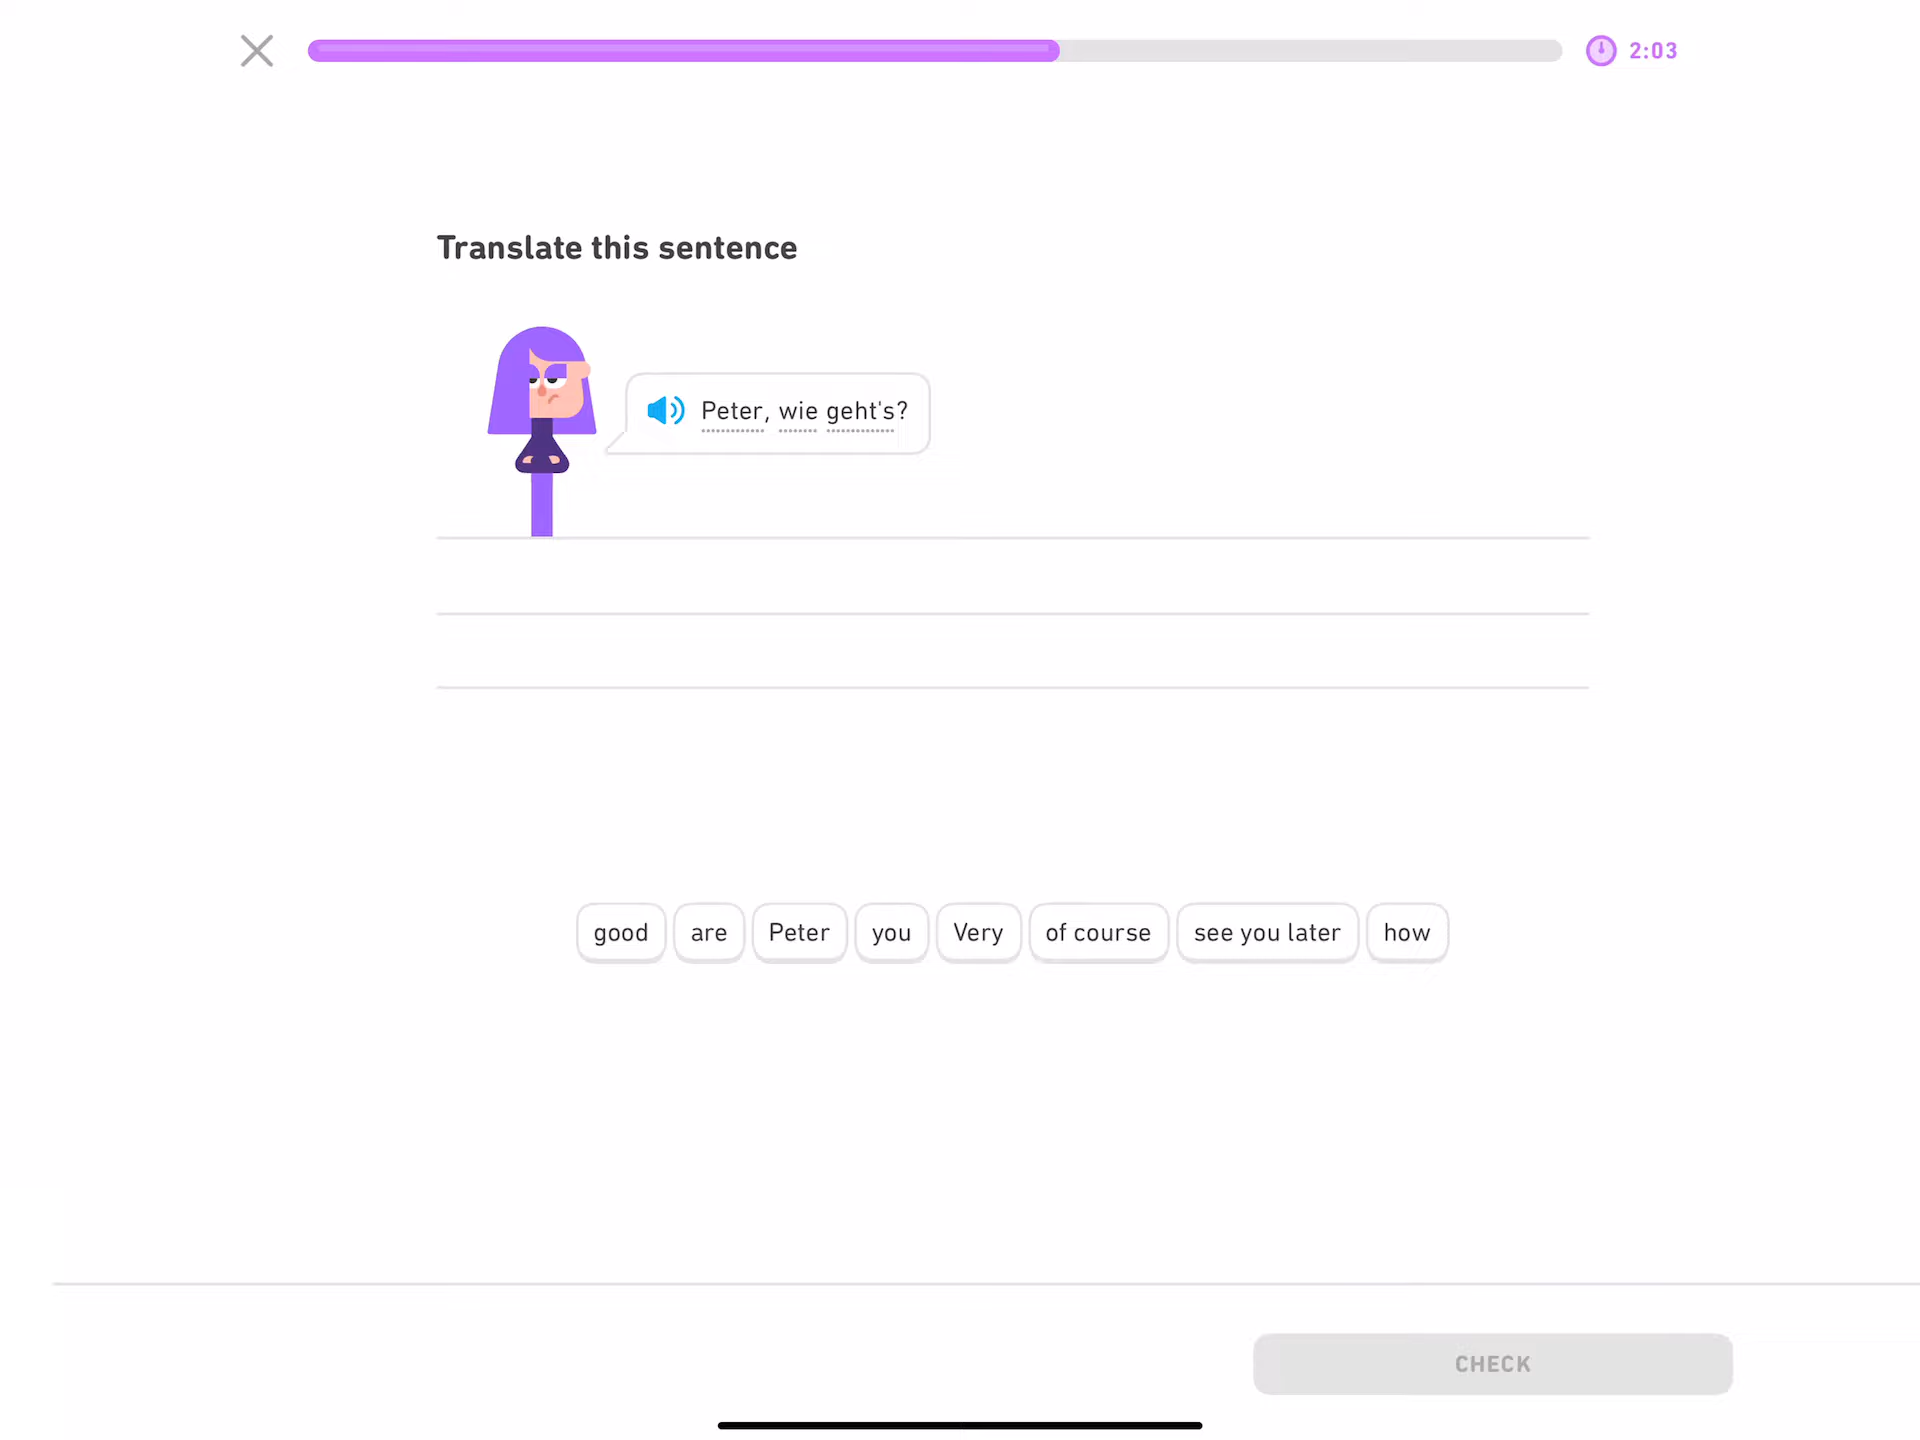 2:03
Translate this sentence
Peter, wie geht's?
good are Peter you Very of course see you later how
CHECK